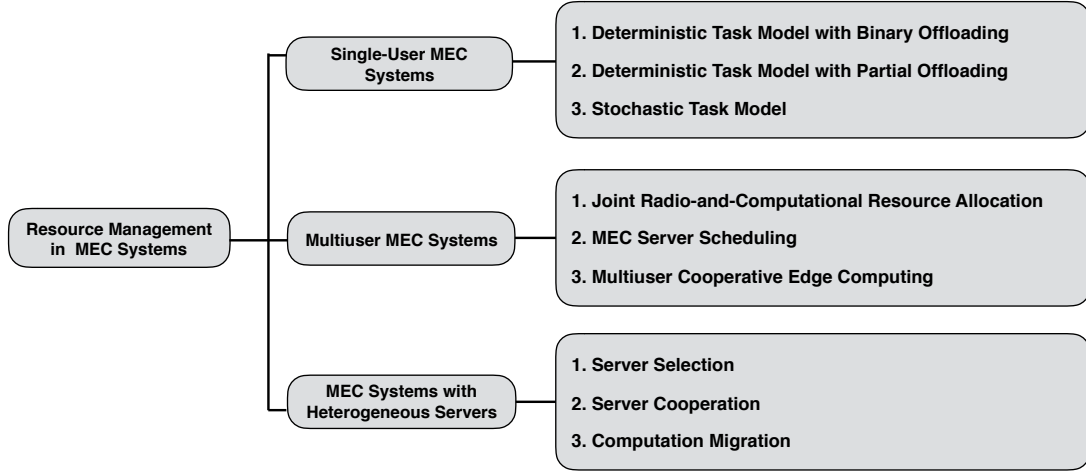 Resource Management
in MEC Systems
Single-User MEC
Systems
1. Deterministic Task Model with Binary Offloading
2. Deterministic Task Model with Partial Offloading
3. Stochastic Task Model
Multiuser MEC Systems
1. Joint Radio-and-Computational Resource Allocation
2. MEC Server Scheduling
3. Multiuser Cooperative Edge Computing
MEC Systems with
Heterogeneous Servers
1. Server Selection
2. Server Cooperation
3. Computation Migration